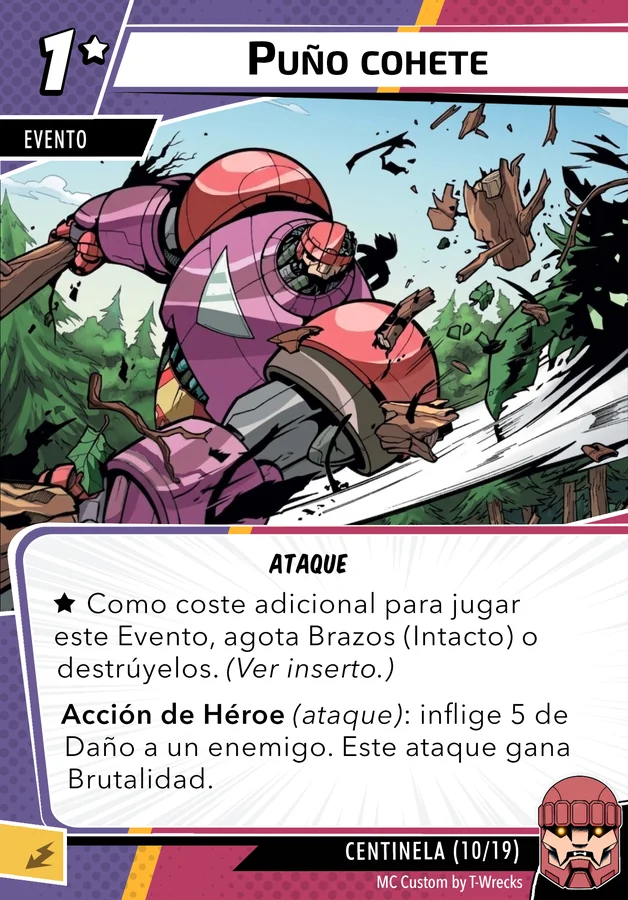 1★
PUÑO COHETE
EVENTO
ATAQUE
★ Como coste adicional para jugar
este Evento, agota Brazos (Intacto) o
destrúyelos. (Ver inserto.)
Acción de Héroe (ataque): inflige 5 de
Daño a un enemigo. Este ataque gana
Brutalidad.
CENTINELA (10/19)
MC Custom by T-Wrecks